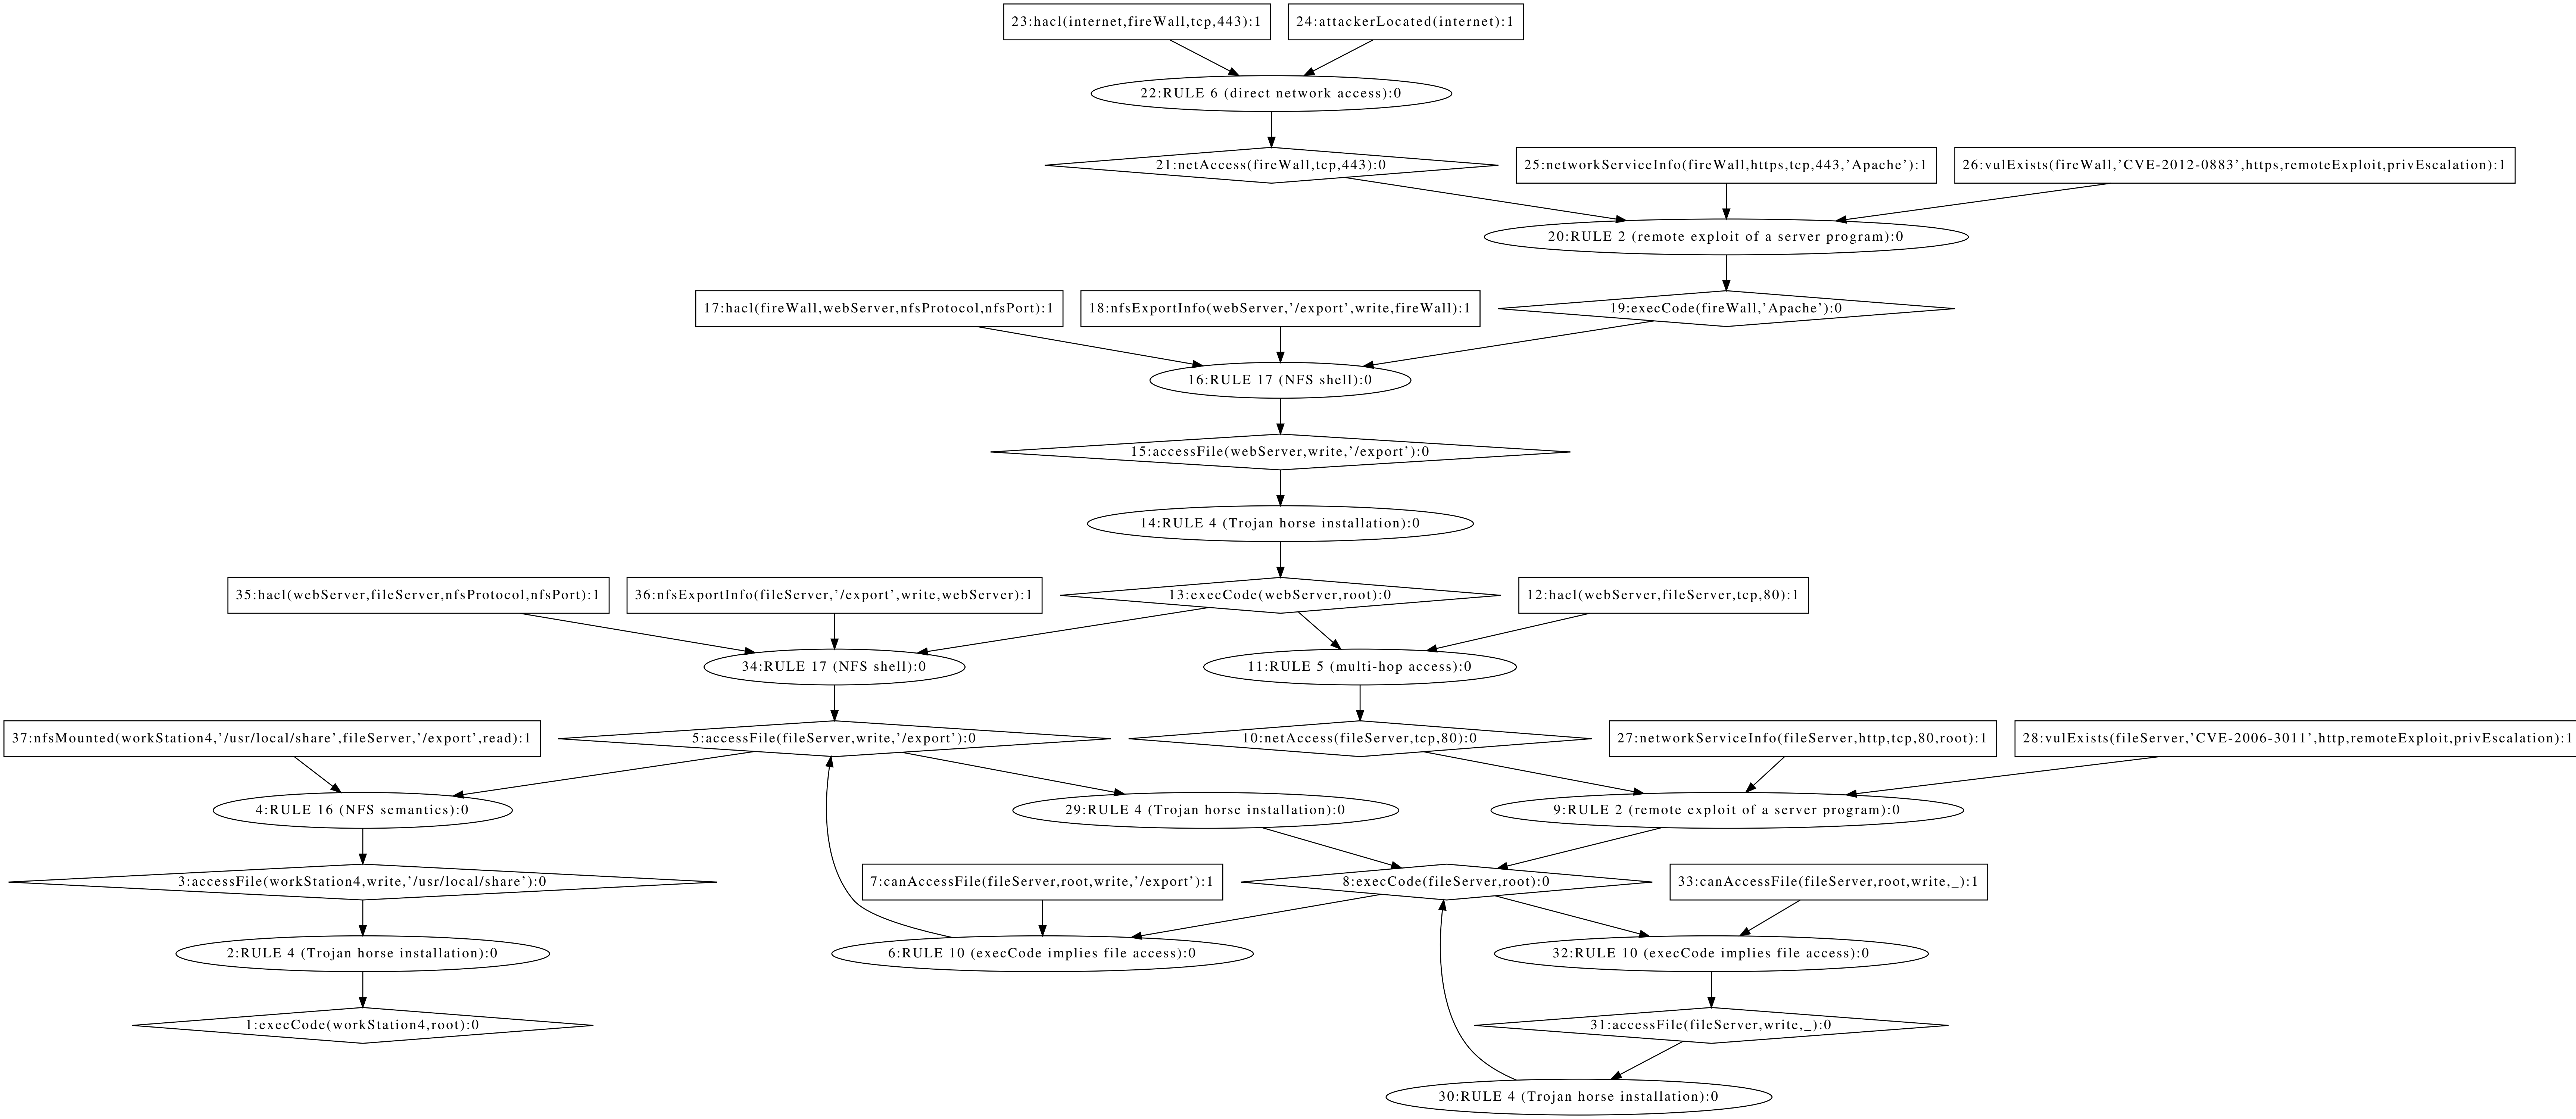 23:hacl(internet,fireWall,tcp,443):1
24:attackerLocated(internet):1
22:RULE 6 (direct network access):0
21:netAccess(fireWall,tcp,443):0
25:networkServiceInfo(fireWall,https,tcp,443,'Apache'):1
26:vulExists(fireWall,'CVE-2012-0883',https,remoteExploit,privEscalation):1
20:RULE 2 (remote exploit of a server program):0
17:hacl(fireWall,webServer,nfsProtocol,nfsPort):1
18:nfsExportInfo(webServer,'/export',write,fireWall):1
19:execCode(fireWall,'Apache'):0
16:RULE 17 (NFS shell):0
15:accessFile(webServer,write,'/export'):0
14:RULE 4 (Trojan horse installation):0
35:hacl(webServer,fileServer,nfsProtocol,nfsPort):1
36:nfsExportInfo(fileServer,'/export',write,webServer):1
13:execCode(webServer,root):0
12:hacl(webServer,fileServer,tcp,80):1
34:RULE 17 (NFS shell):0
11:RULE 5 (multi-hop access):0
37:nfsMounted(workStation4,'/usr/local/share',fileServer,'/export',read):1
5:accessFile(fileServer,write,'/export'):0
10:netAccess(fileServer,tcp,80):0
27:networkServiceInfo(fileServer,http,tcp,80,root):1
28:vulExists(fileServer,'CVE-2006-3011',http,remoteExploit,privEscalation):1
4:RULE 16 (NFS semantics):0
29:RULE 4 (Trojan horse installation):0
9:RULE 2 (remote exploit of a server program):0
3:accessFile(workStation4,write,'/usr/local/share'):0
7:canAccessFile(fileServer,root,write,'/export'):1
8:execCode(fileServer,root):0
33:canAccessFile(fileServer,root,write,_):1
2:RULE 4 (Trojan horse installation):0
6:RULE 10 (execCode implies file access):0
32:RULE 10 (execCode implies file access):0
1:execCode(workStation4,root):0
31:accessFile(fileServer,write,_):0
30:RULE 4 (Trojan horse installation):0